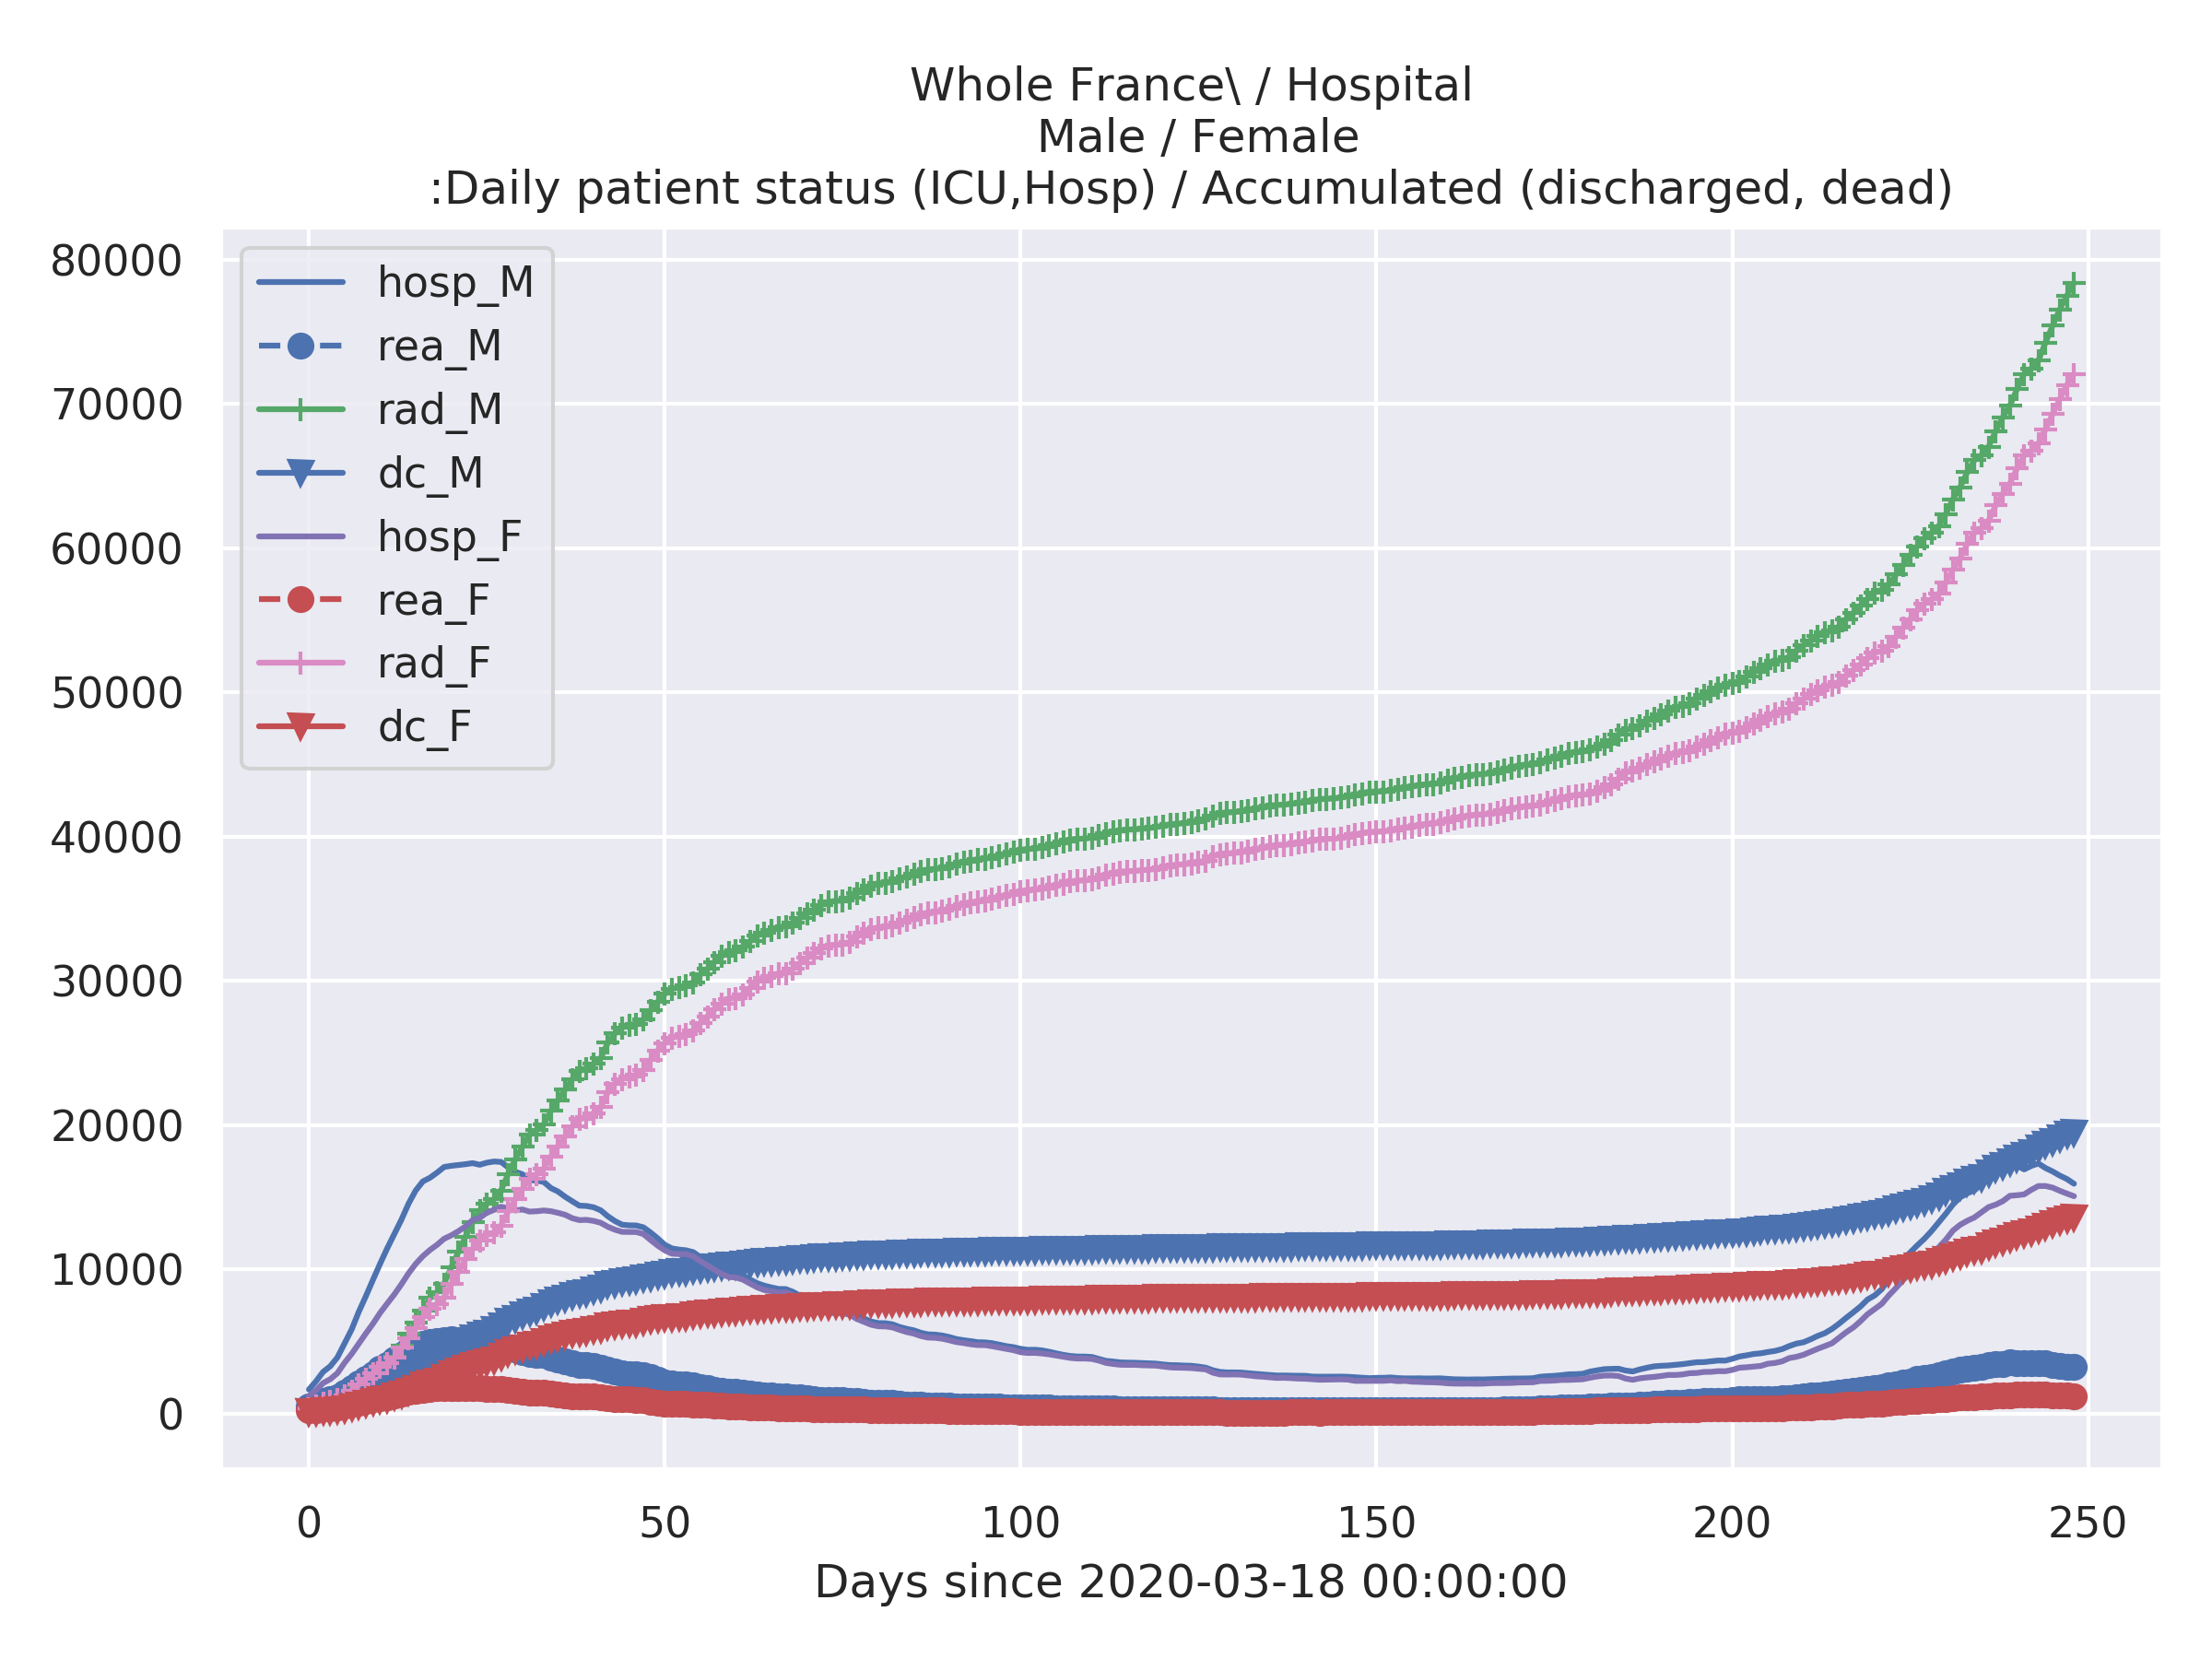 Whole France\ / Hospital
Male / Female
:Daily patient status (ICU,Hosp) / Accumulated (discharged, dead)
80000
70000
60000
50000
40000
30000
20000
10000
0
hosp_M
rea_M
rad_M
dc_M
hosp_F
rea_F
rad_F
dc_F
0 50 100 150 200 250
Days since 2020-03-18 00:00:00